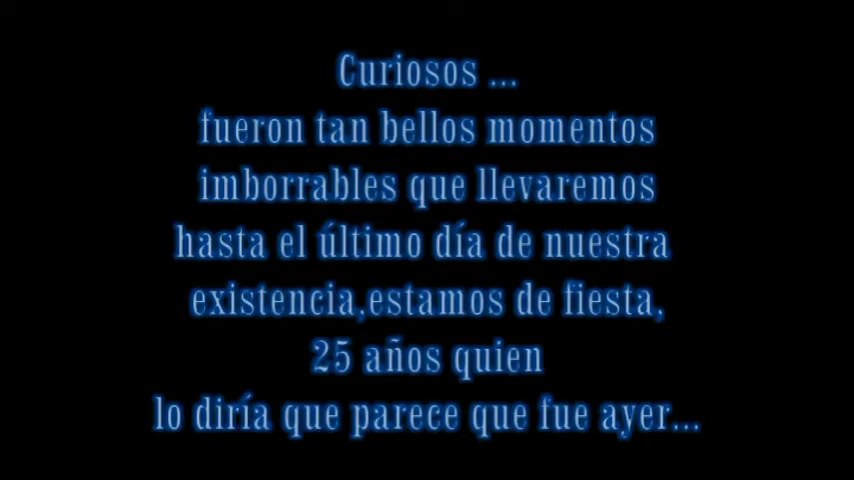 Curiosos ...
fueron tan bellos momentos
imborrables que llevaremos
hasta el último día de nuestra
existencia,estamos de fiesta,
25 años quien
lo diría que parece que fue ayer...